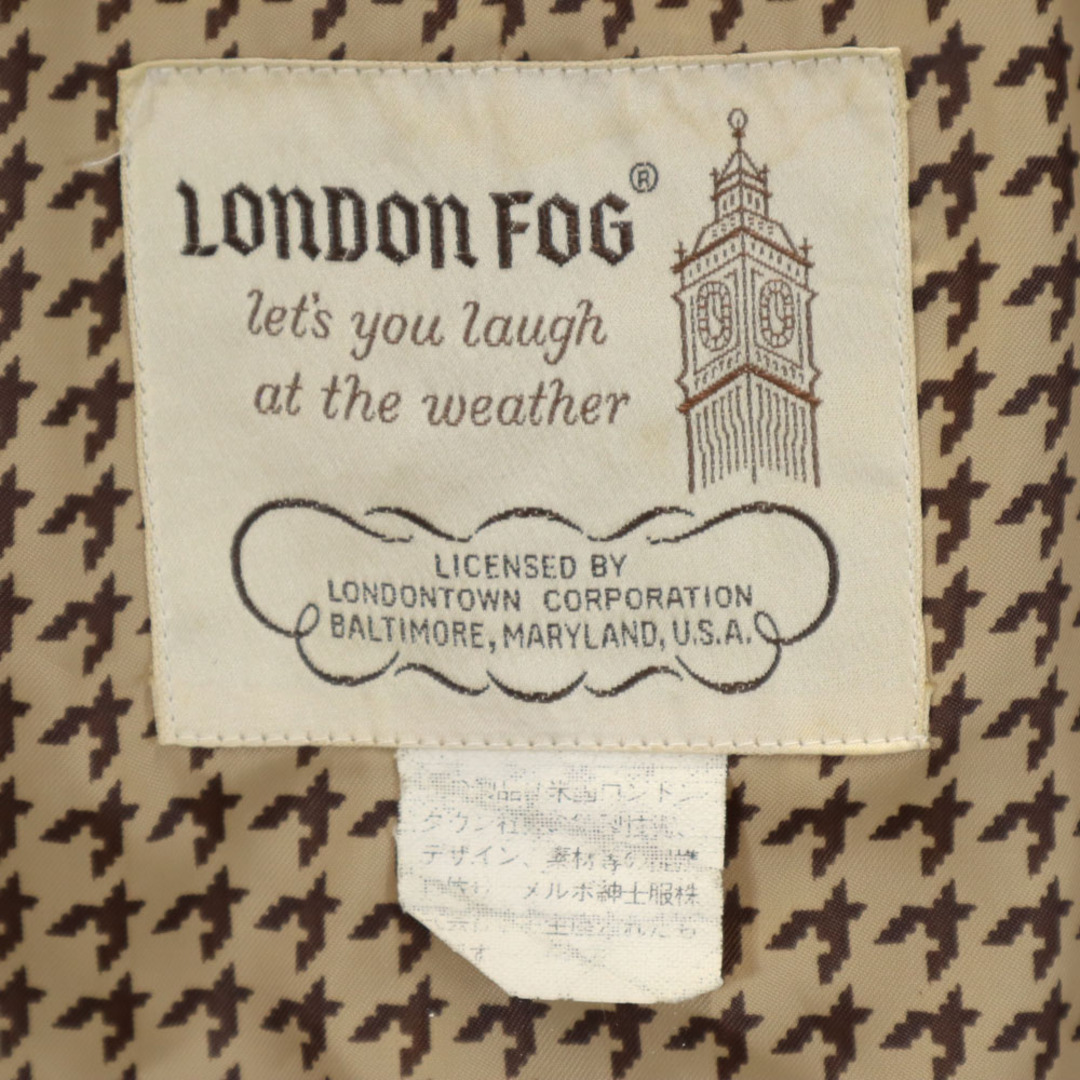 LONDON FOG®
let's you laugh
at the weather
LICENSED BY
LONDONTOWN CORPORATION
BALTIMORE, MARYLAND, U.S.A.
製品 米国ロンドン
タウン社
デザイン、素材等の
メルボ紳士服株